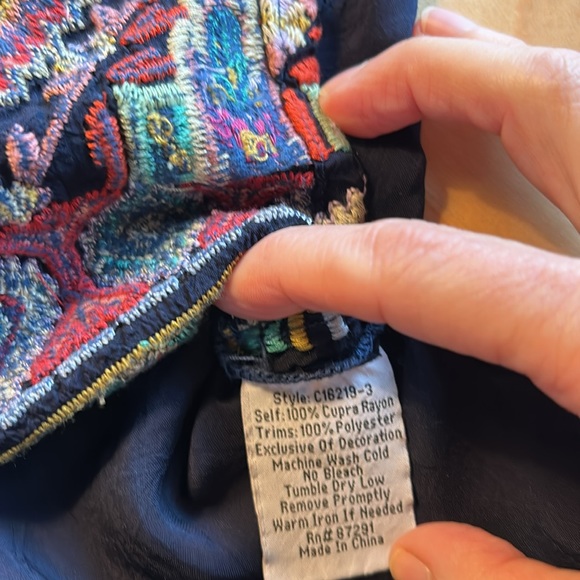 Style: C16219-3
Self:100% Cupra Rayon
Trims: 100% Polyester
Exclusive Of Decoration
Machine Wash Cold
No Bleach
Tumble Dry Low
Remove Promptly
Warm Iron If Needed
Rn# 87291
Made In China